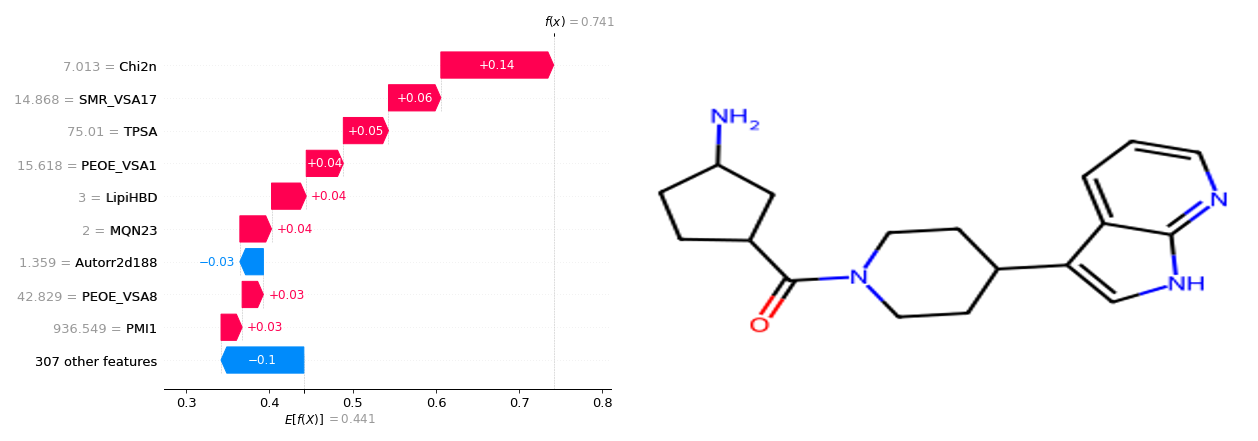 f(x) = 0.741
7.013 = Chi2n
+0.14
14.868 = SMR_VSA17
+0.06
75.01 = TPSA
+0.05
15.618 = PEOE_VSA1
+0.04
3 = LipiHBD
+0.04
2 = MQN23
+0.04
1.359 = Autorr2d188
−0.03
42.829 = PEOE_VSA8
+0.03
936.549 = PMI1
+0.03
307 other features
−0.1
0.3 0.4 0.5 0.6 0.7 0.8
E[f(X)] = 0.441
NH2
N
O
N
NH